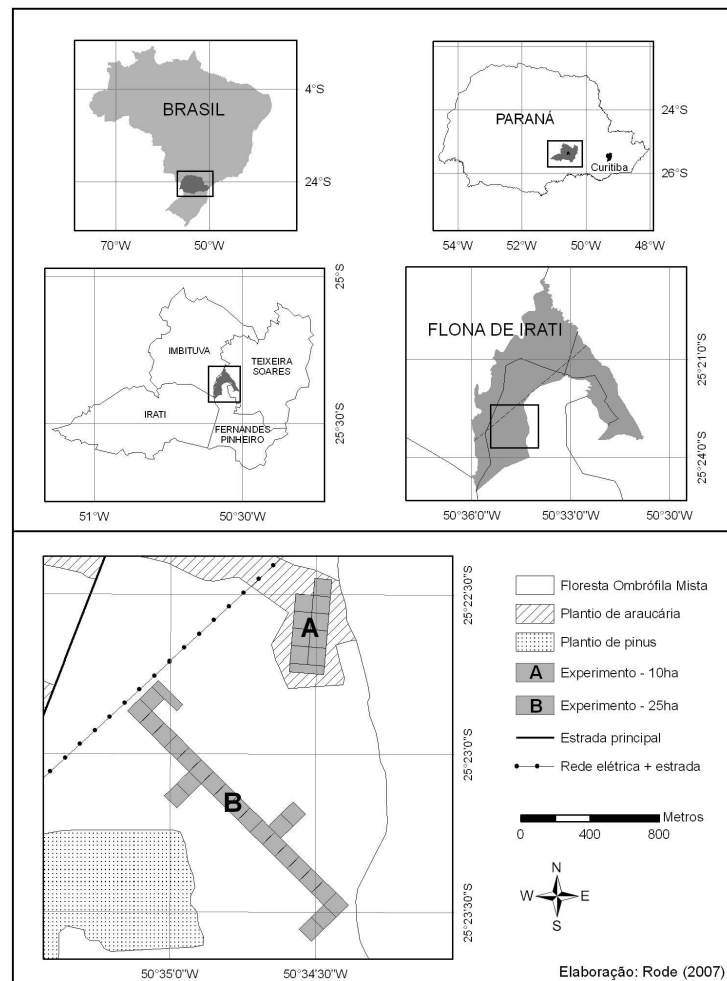 BRASIL
4°S
24°S
70°W
50°W
PARANÁ
Curitiba
24°S
26°S
54°W
52°W
50°W
48°W
25°S
IMBITUVA
TEIXEIRA
SOARES
IRATI
FERNANDES
PINHEIRO
25°30'S
51°W
50°30'W
FLONA DE IRATI
25°21'0"S
25°24'0"S
50°36'0"W
50°33'0"W
50°30'W
A
B
25°22'30"S
25°23'0"S
25°23'30"S
50°35'0"W
50°34'30"W
Floresta Ombrófila Mista
Plantio de araucária
Plantio de pinus
A Experimento - 10ha
B Experimento - 25ha
Estrada principal
Rede elétrica + estrada
Metros
0 400 800
N
W E
S
Elaboração: Rode (2007)